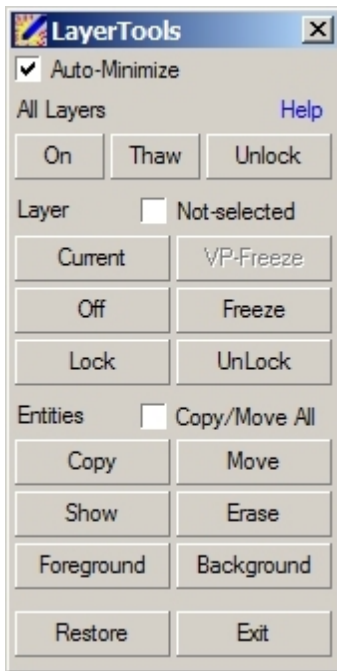 LayerTools
Auto-Minimize
All Layers Help
On Thaw Unlock
Layer Not-selected
Current VP-Freeze
Off Freeze
Lock UnLock
Entities Copy/Move All
Copy Move
Show Erase
Foreground Background
Restore Exit